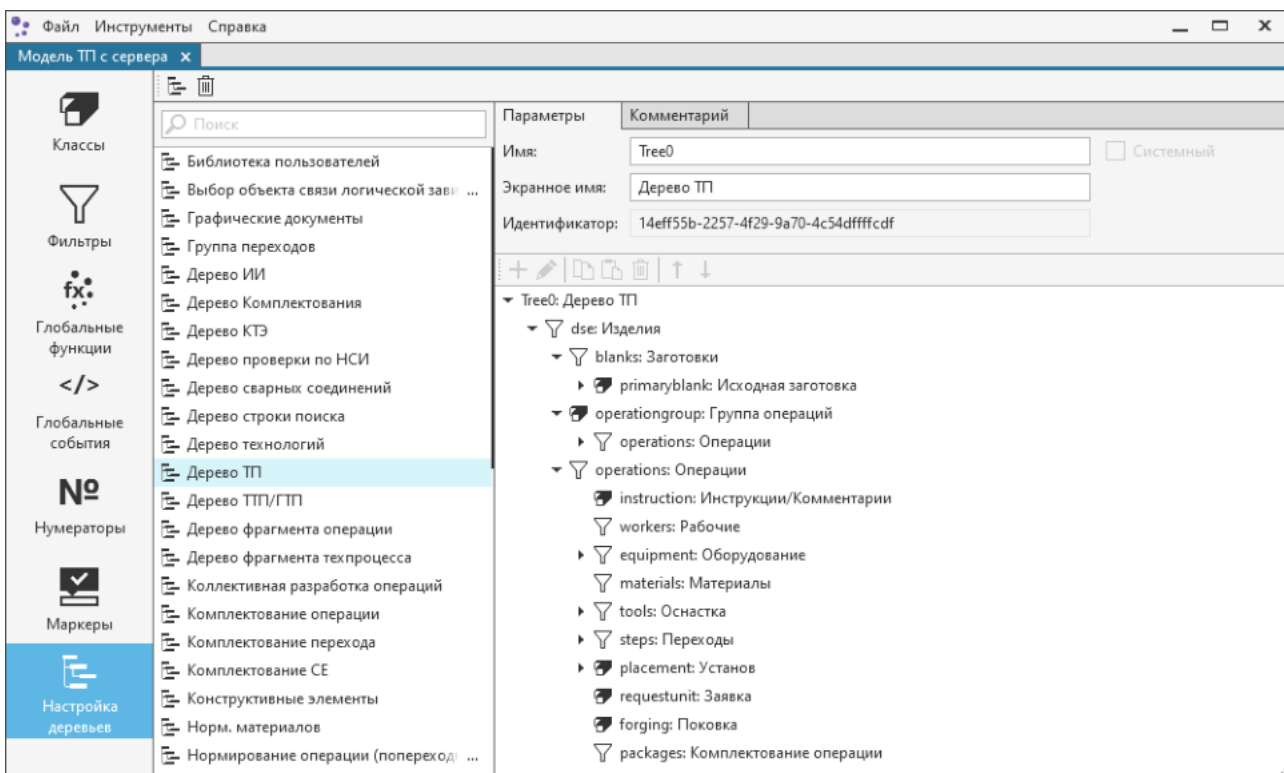 Файл Инструменты Справка
Модель ТП с сервера x
Классы
Фильтры
fx
Глобальные
функции
</>
Глобальные
события
№
Нумераторы
Маркеры
Настройка
деревьев
Поиск
Библиотека пользователей
Выбор объекта связи логической зави ...
Графические документы
Группа переходов
Дерево ИИ
Дерево Комплектования
Дерево КТЭ
Дерево проверки по НСИ
Дерево сварных соединений
Дерево строки поиска
Дерево технологий
Дерево ТП
Дерево ТТП/ГТП
Дерево фрагмента операции
Дерево фрагмента техпроцесса
Коллективная разработка операций
Комплектование операции
Комплектование перехода
Комплектование СЕ
Конструктивные элементы
Норм. материалов
Нормирование операции (попереход ...
Параметры Комментарий
Имя: Tree0 Системный
Экранное имя: Дерево ТП
Идентификатор: 14eff55b-2257-4f29-9a70-4c54dffffcdf
Tree0: Дерево ТП
dse: Изделия
blanks: Заготовки
primaryblank: Исходная заготовка
operationgroup: Группа операций
operations: Операции
operations: Операции
instruction: Инструкции/Комментарии
workers: Рабочие
equipment: Оборудование
materials: Материалы
tools: Оснастка
steps: Переходы
placement: Установ
requestunit: Заявка
forging: Поковка
packages: Комплектование операции